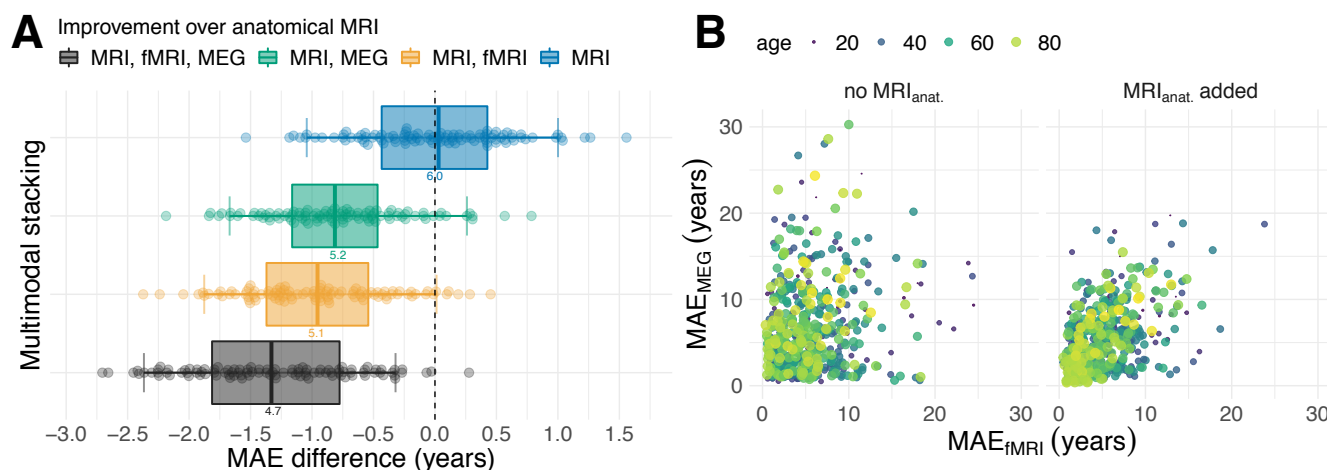 A
Improvement over anatomical MRI
MRI, fMRI, MEG MRI, MEG MRI, fMRI MRI
Multimodal stacking
6.0
5.2
5.1
4.7
−3.0 −2.5 −2.0 −1.5 −1.0 −0.5 0.0 0.5 1.0 1.5
MAE difference (years)
B
age 20 40 60 80
no MRIanat. MRIanat. added
MAEMEG (years)
30
20
10
0
0 10 20 30 0 10 20 30
MAEfMRI (years)